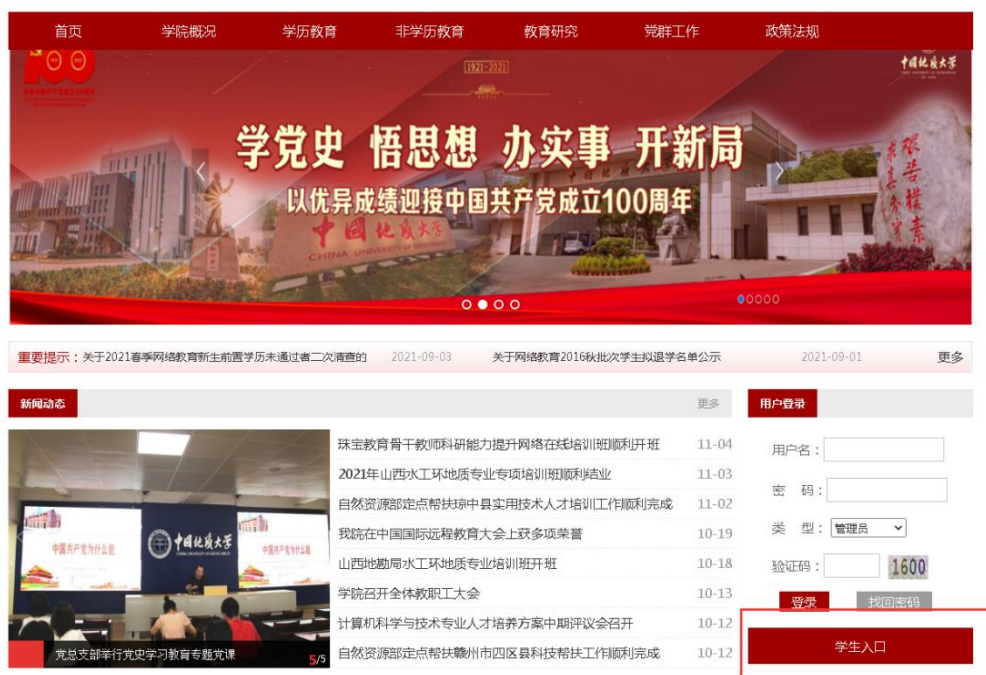 首页 学院概况 学历教育 非学历教育 教育研究 党群工作 政策法规
100
1921-2021
中国地质大学
学党史 悟思想 办实事 开新局
以优异成绩迎接中国共产党成立100周年
中国地质大学
CHINA UNIVERSITY OF GEOSCIENCES
艰苦樸素
求真务实
重要提示：关于2021春季网络教育新生前置学历未通过者二次清查的 2021-09-03 关于网络教育2016秋批次学生拟退学名单公示 2021-09-01 更多
新闻动态 更多
珠宝教育骨干教师科研能力提升网络在线培训班顺利开班 11-04
2021年山西水工环地质专业专项培训班顺利结业 11-03
自然资源部定点帮扶琼中县实用技术人才培训工作顺利完成 11-02
我院在中国国际远程教育大会上获多项荣誉 10-19
山西地勘局水工环地质专业培训班开班 10-18
学院召开全体教职工大会 10-13
计算机科学与技术专业人才培养方案中期评议会召开 10-12
自然资源部定点帮扶赣州市四区县科技帮扶工作顺利完成 10-12
中国共产党为什么能
中国地质大学
中国共产党为什么能
党总支部举行党史学习教育专题党课 5/5
用户登录
用户名：
密 码：
类 型：管理员
验证码： 1600
登录 找回密码
学生入口